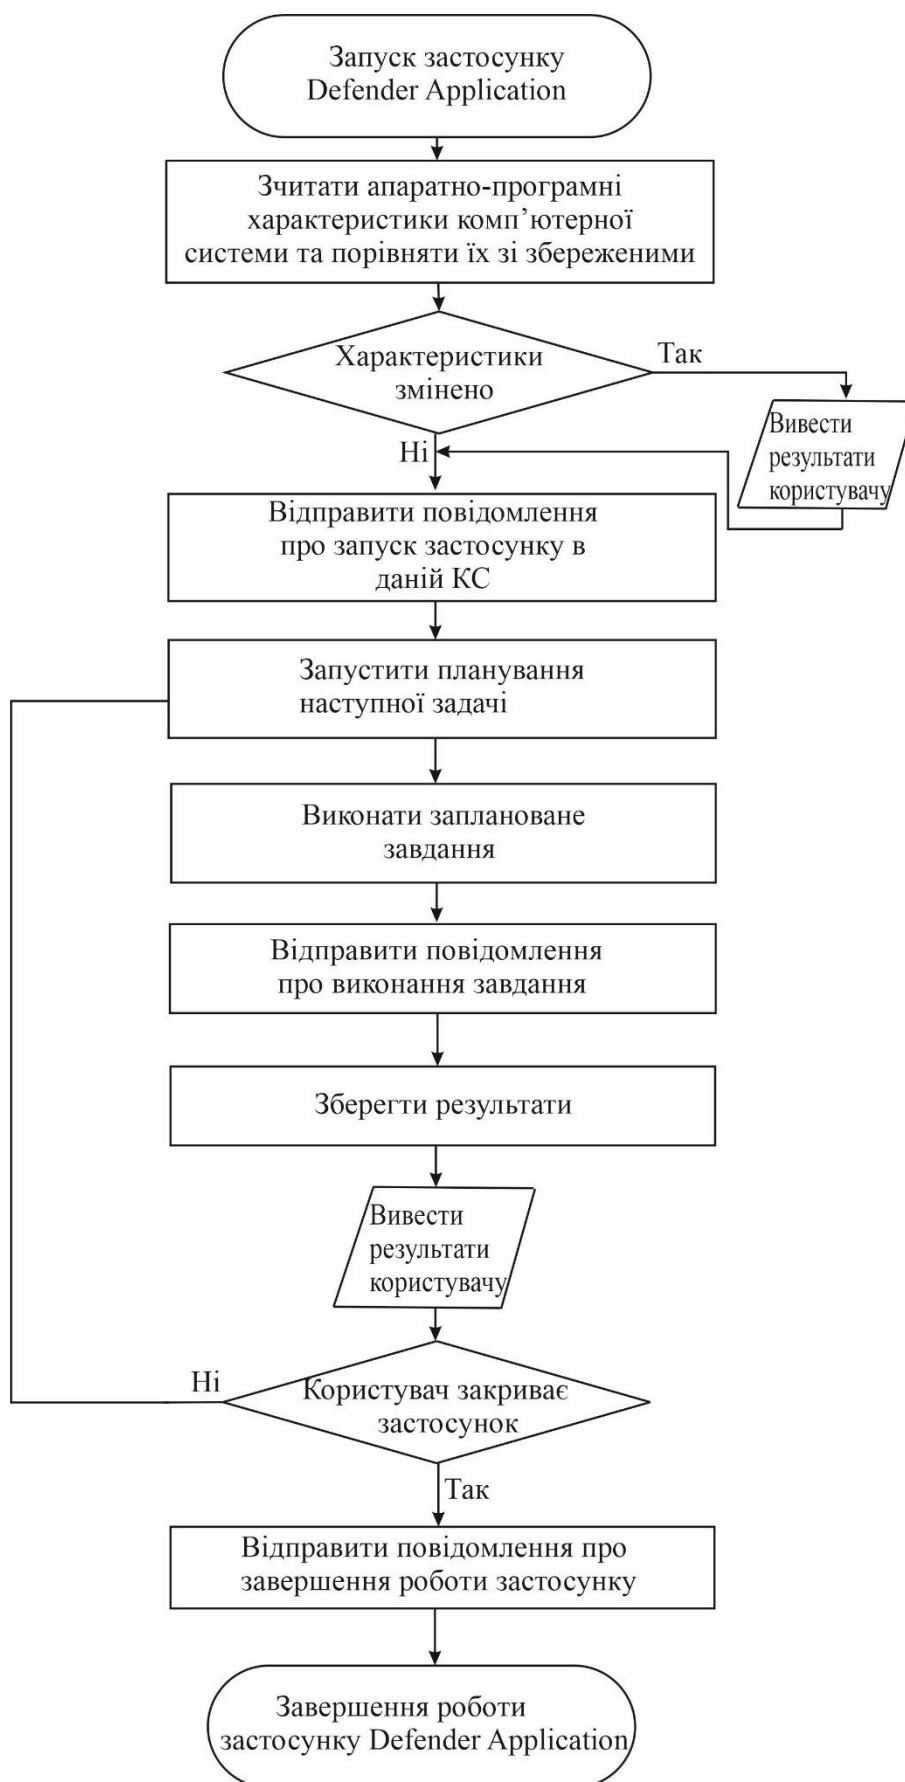 Запуск застосунку
Defender Application
Зчитати апаратно-програмні
характеристики комп’ютерної
системи та порівняти їх зі збереженими
Характеристики
змінено
Так
Вивести
результати
користувачу
Ні
Відправити повідомлення
про запуск застосунку в
даній КС
Запустити планування
наступної задачі
Виконати заплановане
завдання
Відправити повідомлення
про виконання завдання
Зберегти результати
Вивести
результати
користувачу
Ні
Користувач закриває
застосунок
Так
Відправити повідомлення про
завершення роботи застосунку
Завершення роботи
застосунку Defender Application